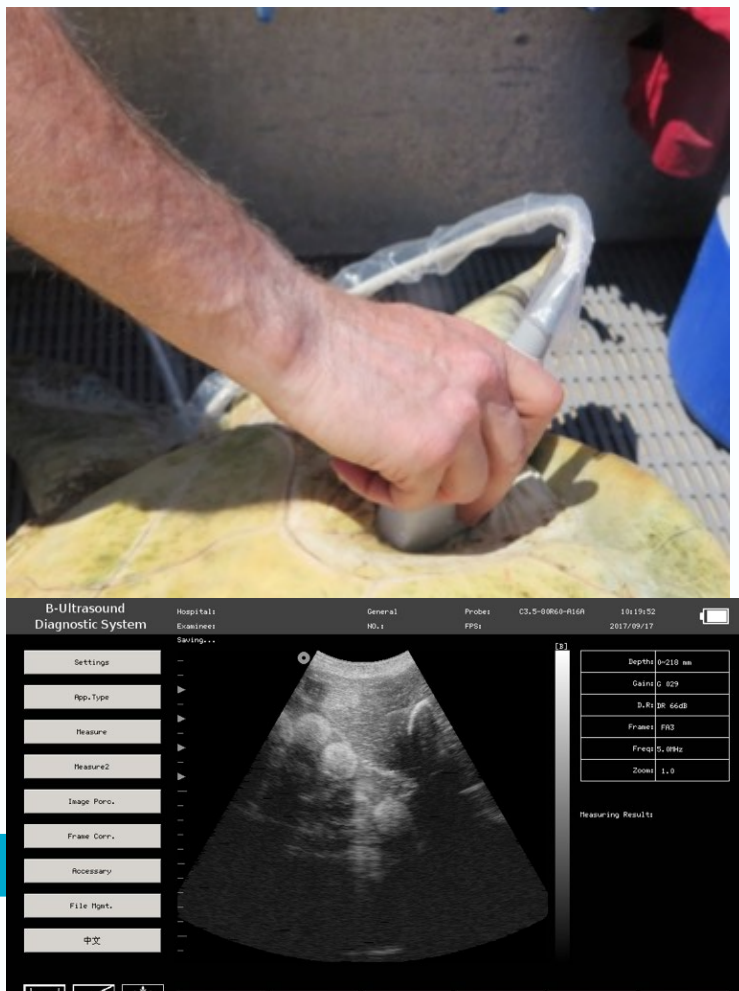 B-Ultrasound
Diagnostic System
Hospital:
General
Probe:
C3.5-80R60-A16A
10:19:52
Examinee:
NO.:
FPS:
2017/09/17
Saving...
[B]
Settings
App.Type
Measure
Measure2
Image Porc.
Frame Corr.
Accessary
File Mgmt.
中文
Depth: 0-218 mm
Gain: G 029
D.R: DR 66dB
Frame: FA3
Freq: 5.0MHz
Zoom: 1.0
Measuring Result: